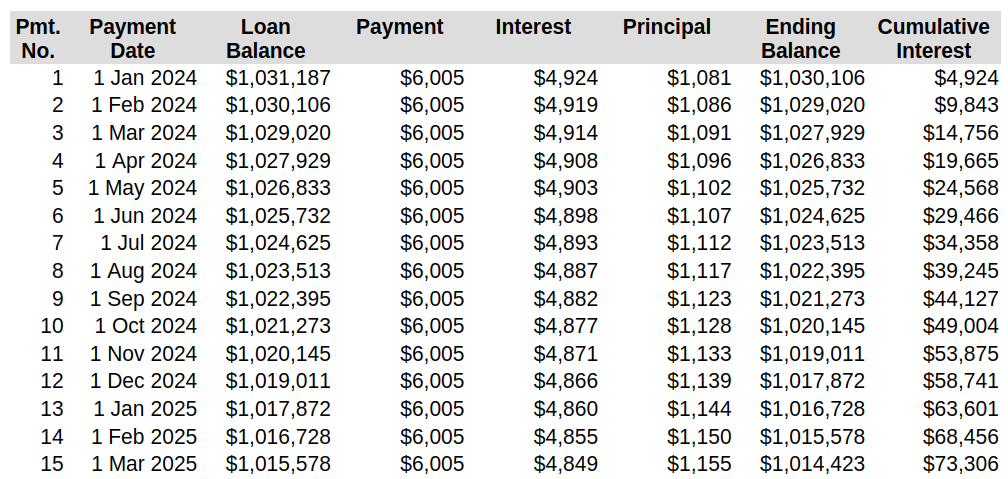 Pmt. Payment Loan Payment Interest Principal Ending Cumulative
No. Date Balance Balance Interest
1 1 Jan 2024 $1,031,187 $6,005 $4,924 $1,081 $1,030,106 $4,924
2 1 Feb 2024 $1,030,106 $6,005 $4,919 $1,086 $1,029,020 $9,843
3 1 Mar 2024 $1,029,020 $6,005 $4,914 $1,091 $1,027,929 $14,756
4 1 Apr 2024 $1,027,929 $6,005 $4,908 $1,096 $1,026,833 $19,665
5 1 May 2024 $1,026,833 $6,005 $4,903 $1,102 $1,025,732 $24,568
6 1 Jun 2024 $1,025,732 $6,005 $4,898 $1,107 $1,024,625 $29,466
7 1 Jul 2024 $1,024,625 $6,005 $4,893 $1,112 $1,023,513 $34,358
8 1 Aug 2024 $1,023,513 $6,005 $4,887 $1,117 $1,022,395 $39,245
9 1 Sep 2024 $1,022,395 $6,005 $4,882 $1,123 $1,021,273 $44,127
10 1 Oct 2024 $1,021,273 $6,005 $4,877 $1,128 $1,020,145 $49,004
11 1 Nov 2024 $1,020,145 $6,005 $4,871 $1,133 $1,019,011 $53,875
12 1 Dec 2024 $1,019,011 $6,005 $4,866 $1,139 $1,017,872 $58,741
13 1 Jan 2025 $1,017,872 $6,005 $4,860 $1,144 $1,016,728 $63,601
14 1 Feb 2025 $1,016,728 $6,005 $4,855 $1,150 $1,015,578 $68,456
15 1 Mar 2025 $1,015,578 $6,005 $4,849 $1,155 $1,014,423 $73,306